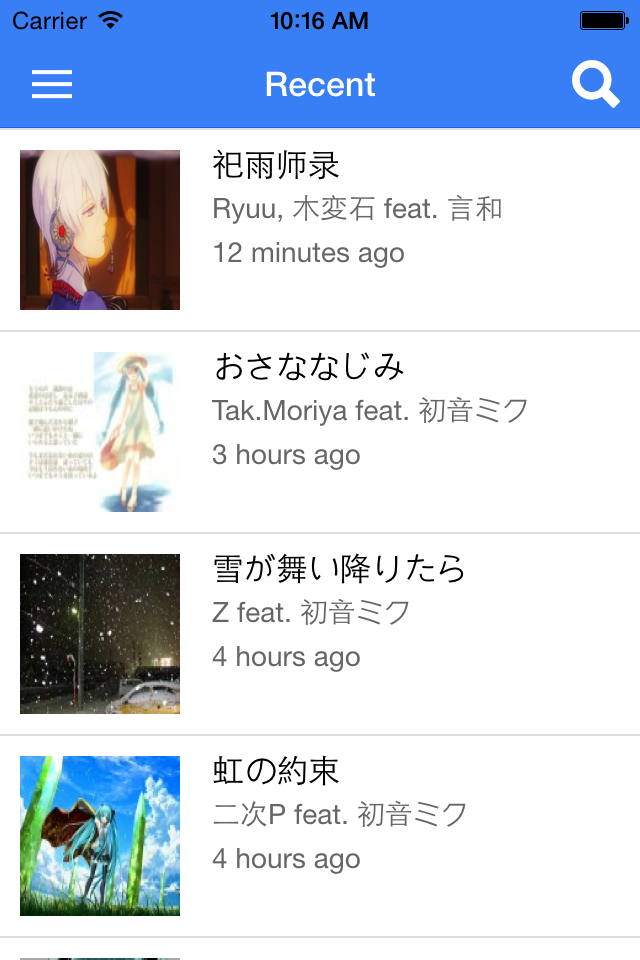 Carrier 10:16 AM
Recent
祀雨师录
Ryuu, 木変石 feat. 言和
12 minutes ago
おさななじみ
Tak.Moriya feat. 初音ミク
3 hours ago
雪が舞い降りたら
Z feat. 初音ミク
4 hours ago
虹の約束
二次P feat. 初音ミク
4 hours ago